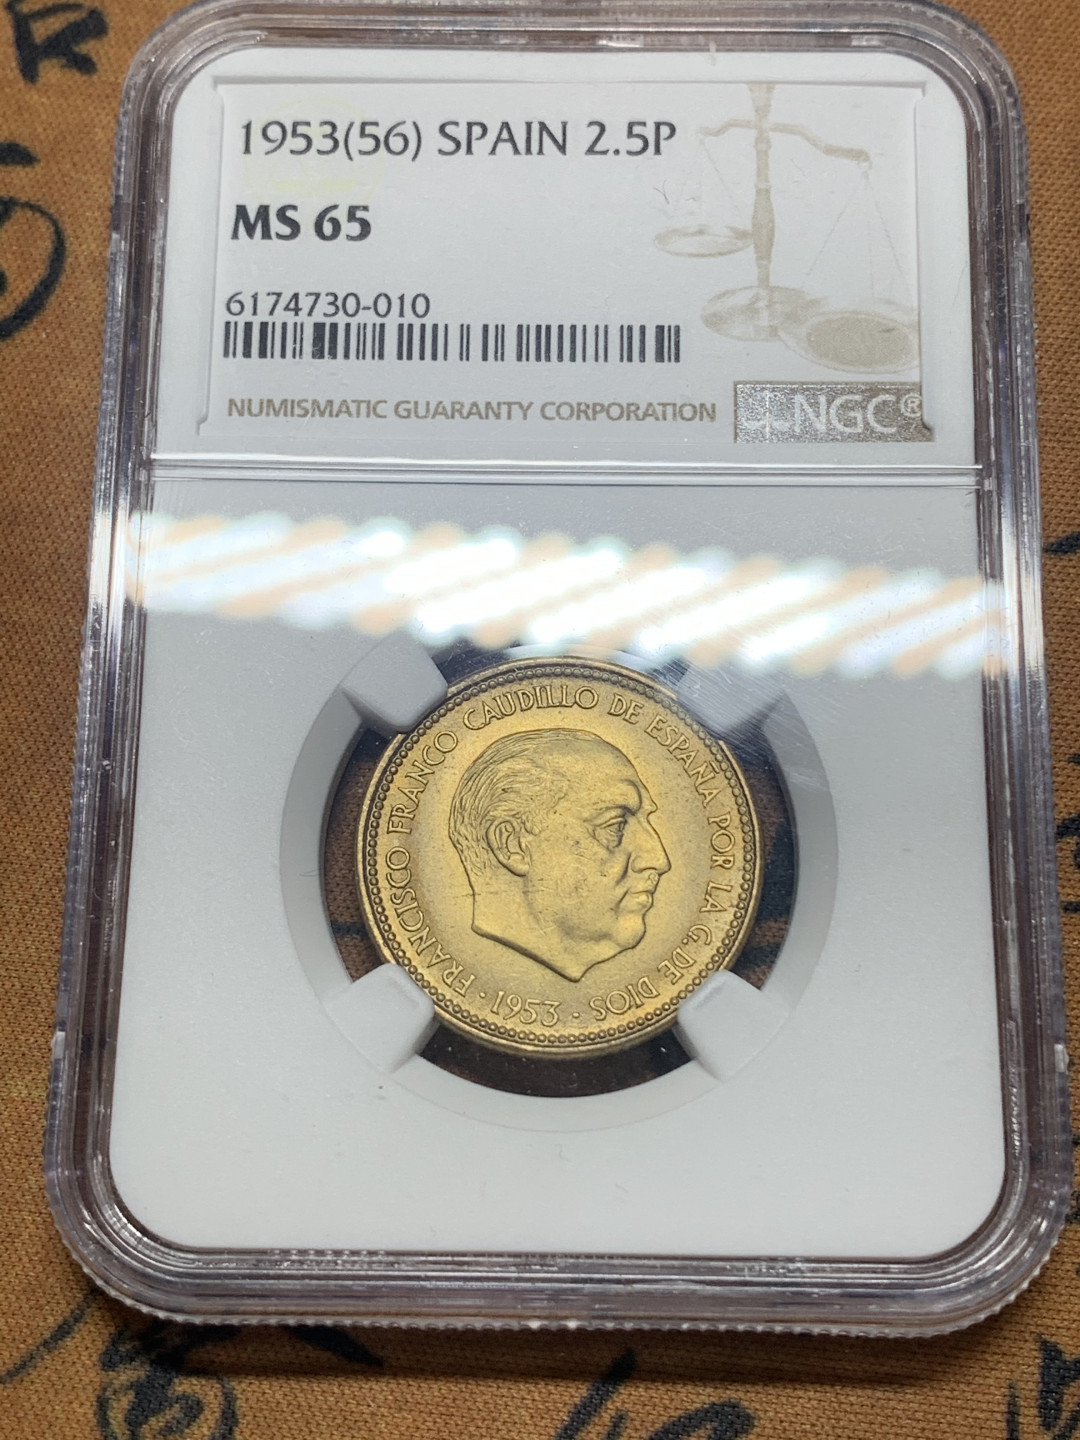 1953(56) SPAIN 2.5P
MS 65
6174730-010
NUMISMATIC GUARANTY CORPORATION
NGC®
FRANCISCO FRANCO CAUDILLO DE ESPAÑA POR LA G. DE DIOS
· 1953 ·